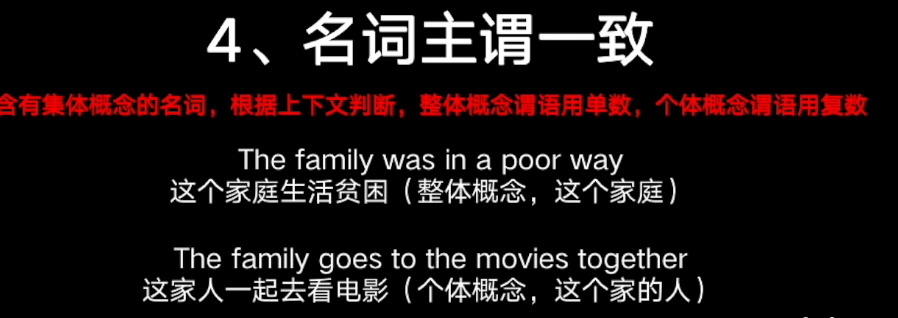 4、名词主谓一致
含有集体概念的名词，根据上下文判断，整体概念谓语用单数，个体概念谓语用复数
The family was in a poor way
这个家庭生活贫困（整体概念，这个家庭）
The family goes to the movies together
这家人一起去看电影（个体概念，这个家的人）